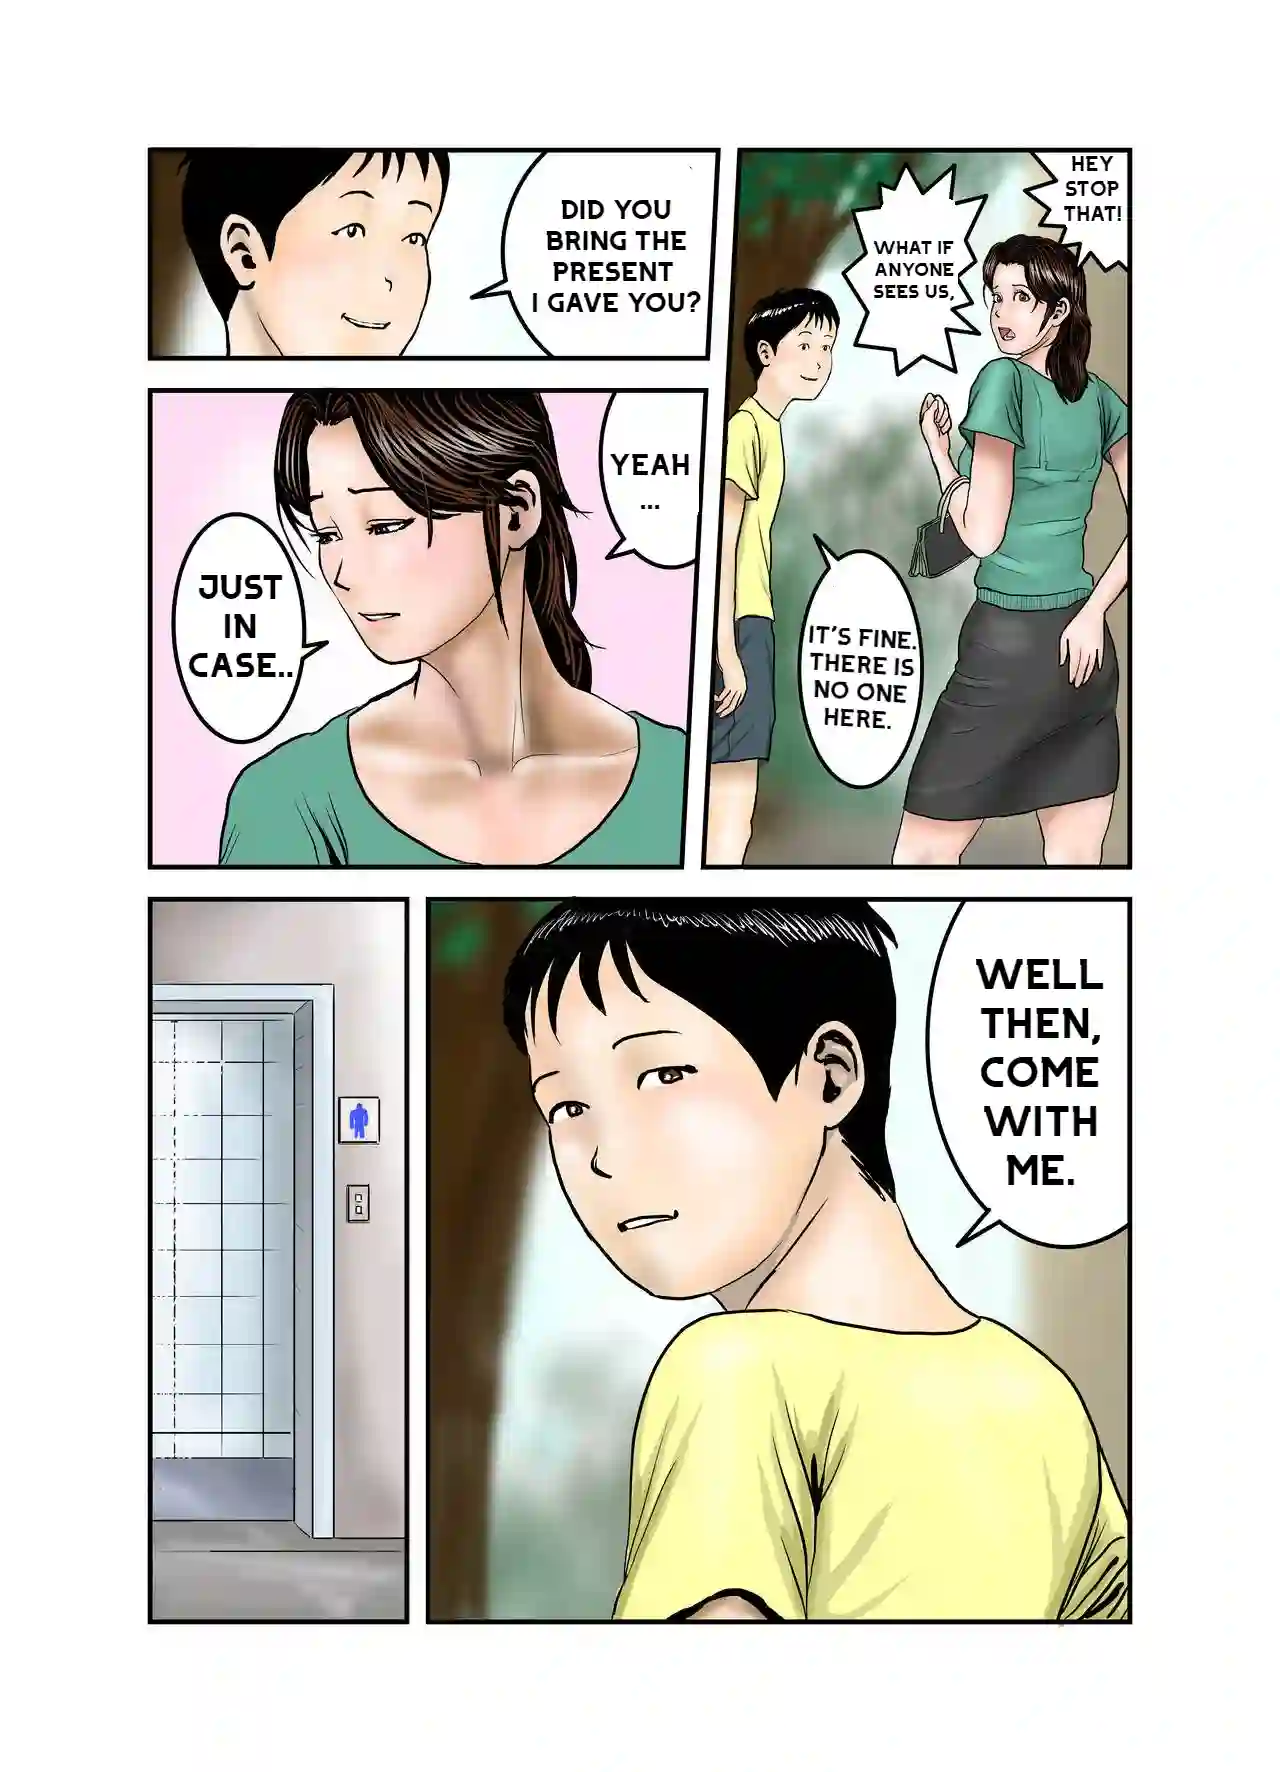 HEY
STOP
THAT!
WHAT IF
ANYONE
SEES US,
IT'S FINE.
THERE IS
NO ONE
HERE.
DID YOU
BRING THE
PRESENT
I GAVE YOU?
YEAH
...
JUST
IN
CASE..
WELL
THEN,
COME
WITH
ME.